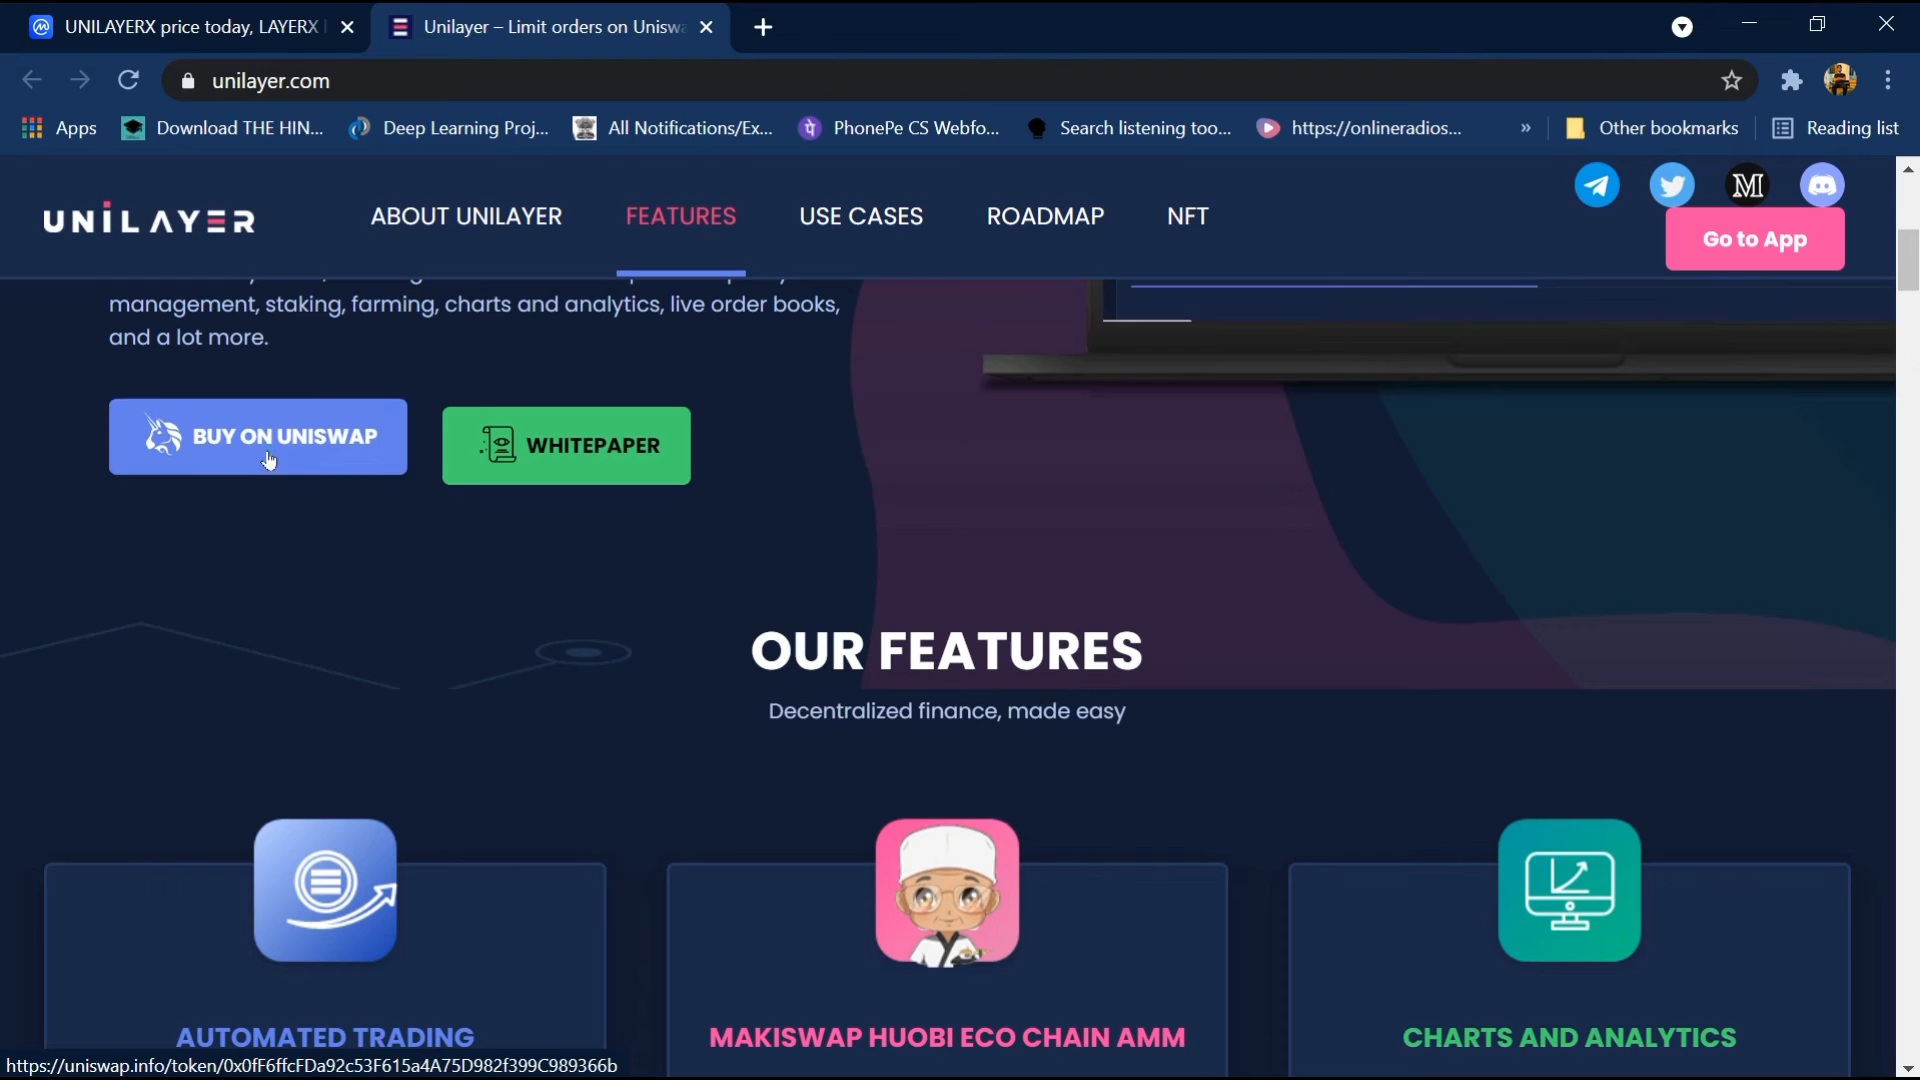 UNILAYERX price today, LAYERX
Unilayer – Limit orders on Unisw
unilayer.com
Apps
Download THE HIN...
Deep Learning Proj...
All Notifications/Ex...
PhonePe CS Webfo...
Search listening too...
https://onlineradios...
»
Other bookmarks
Reading list
UNILAYER
ABOUT UNILAYER
FEATURES
USE CASES
ROADMAP
NFT
Go to App
management, staking, farming, charts and analytics, live order books,
and a lot more.
BUY ON UNISWAP
WHITEPAPER
OUR FEATURES
Decentralized finance, made easy
AUTOMATED TRADING
MAKISWAP HUOBI ECO CHAIN AMM
CHARTS AND ANALYTICS
https://uniswap.info/token/0x0fF6ffcFDa92c53F615a4A75D982f399C989366b